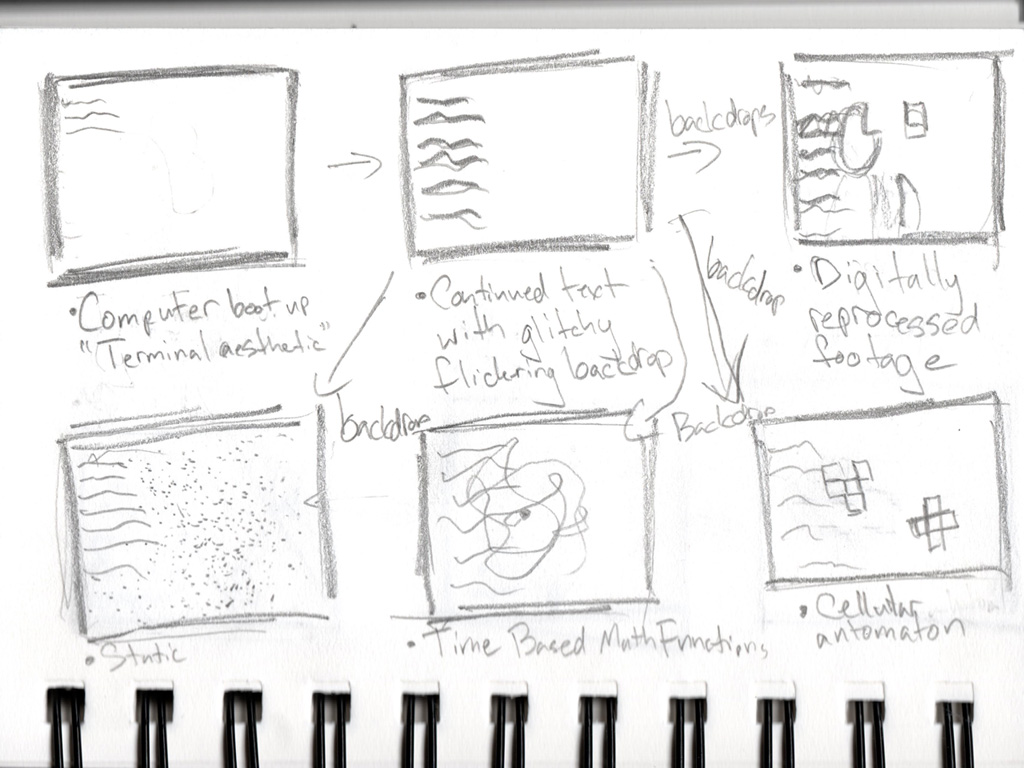 backdrops
• Computer boot up
"Terminal aesthetic"
• Continued text
with glitchy
flickering backdrop
backdrop
• Digitally
reprocessed
footage
backdrop
Backdrop
• Static
• Time Based Math Functions
• Cellular
automaton